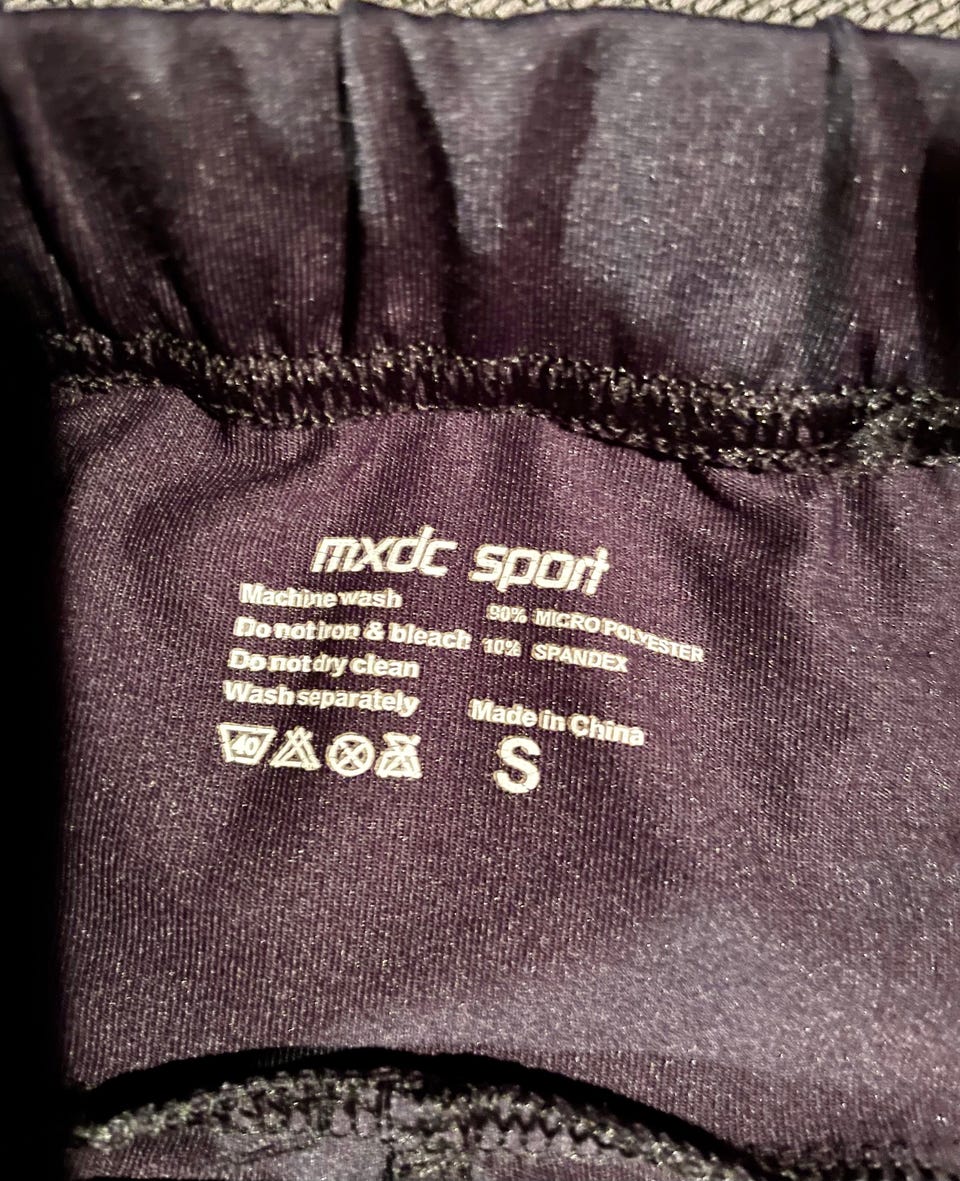 mxdc sport
Machine wash
Do not iron & bleach
Do not dry clean
Wash separately
40
90% MICRO POLYESTER
10% SPANDEX
Made in China
S